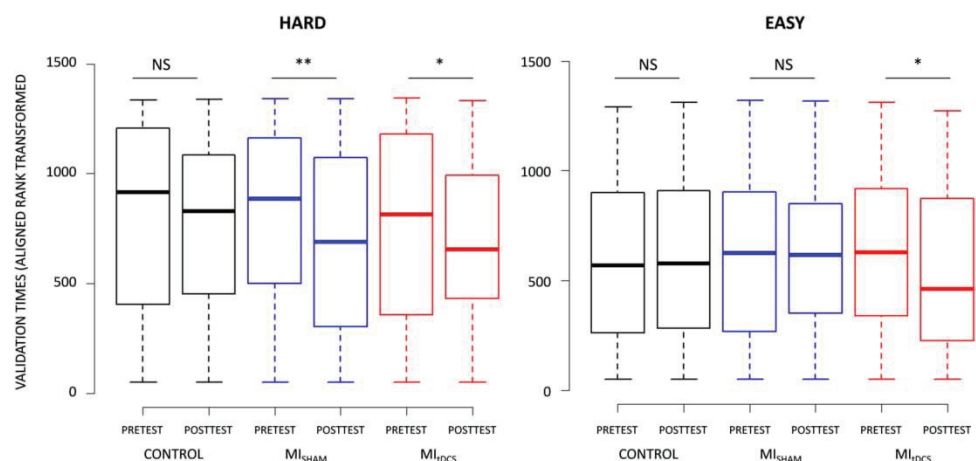 HARD
EASY
VALIDATION TIMES (ALIGNED RANK TRANSFORMED
1500
1000
500
0
NS
**
*
PRETEST POSTTEST PRETEST POSTTEST PRETEST POSTTEST
CONTROL MISHAM MItDCS
1500
1000
500
0
NS
NS
*
PRETEST POSTTEST PRETEST POSTTEST PRETEST POSTTEST
CONTROL MISHAM MItDCS